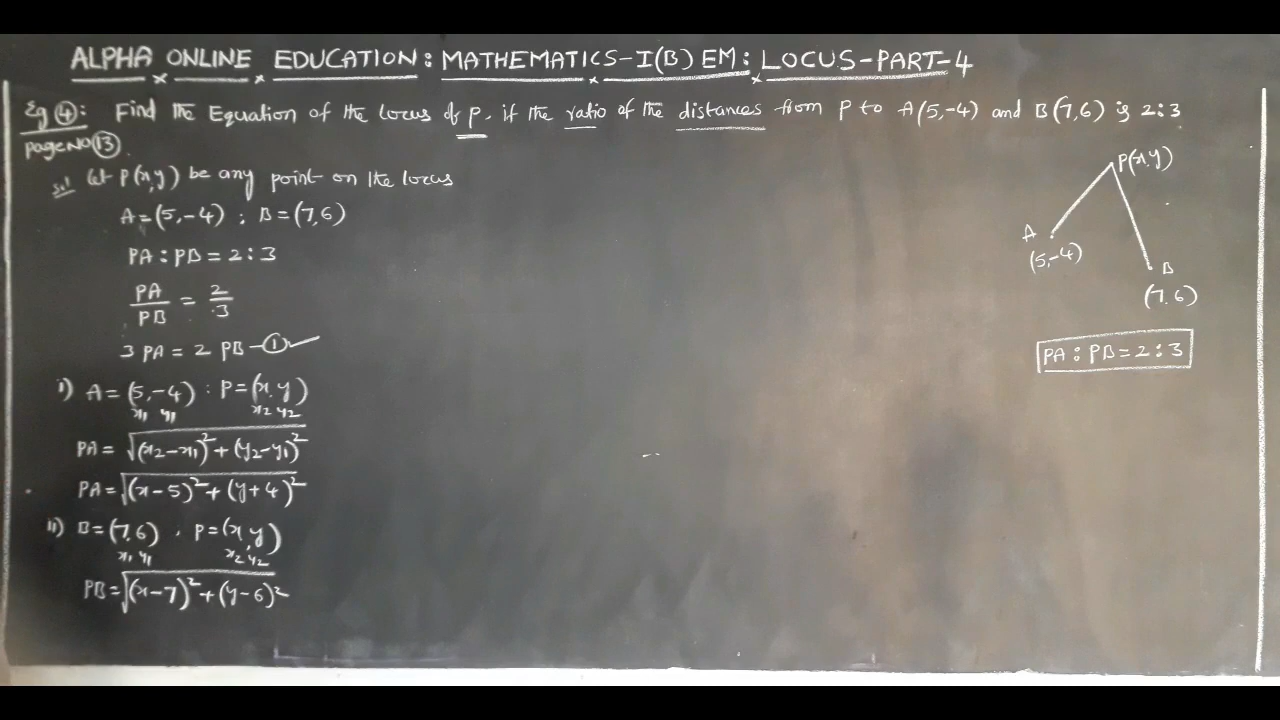 ALPHA ONLINE EDUCATION: MATHEMATICS-I(B) EM: LOCUS-PART-4
Eg ④: Find the Equation of the locus of P, if the ratio of the distances from P to A(5,-4) and B(7,6) is 2:3
page No ⑬
Sol Let P(x,y) be any point on the locus
A=(5,-4) ; B=(7,6)
PA:PB=2:3
PA/PB = 2/3
3 PA = 2 PB -①
i) A=(5,-4) : P=(x,y)
x₁ y₁ x₂ y₂
PA= √(x₂-x₁)²+(y₂-y₁)²
PA=√(x-5)²+(y+4)²
ii) B=(7,6) , P=(x,y)
x₁ y₁ x₂ y₂
PB=√(x-7)²+(y-6)²
P(x,y)
A
(5,-4)
B
(7,6)
PA:PB=2:3